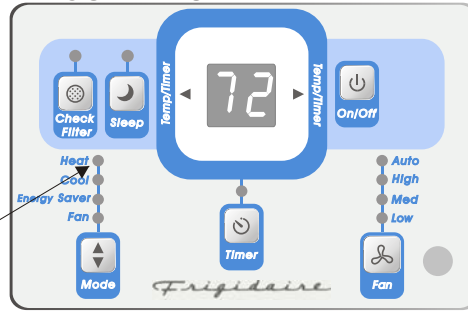 72
Temp/Timer
Temp/Timer
Check
Filter
Sleep
On/Off
Heat
Cool
Energy Saver
Fan
Auto
High
Med
Low
Mode
Timer
Fan
Frigidaire